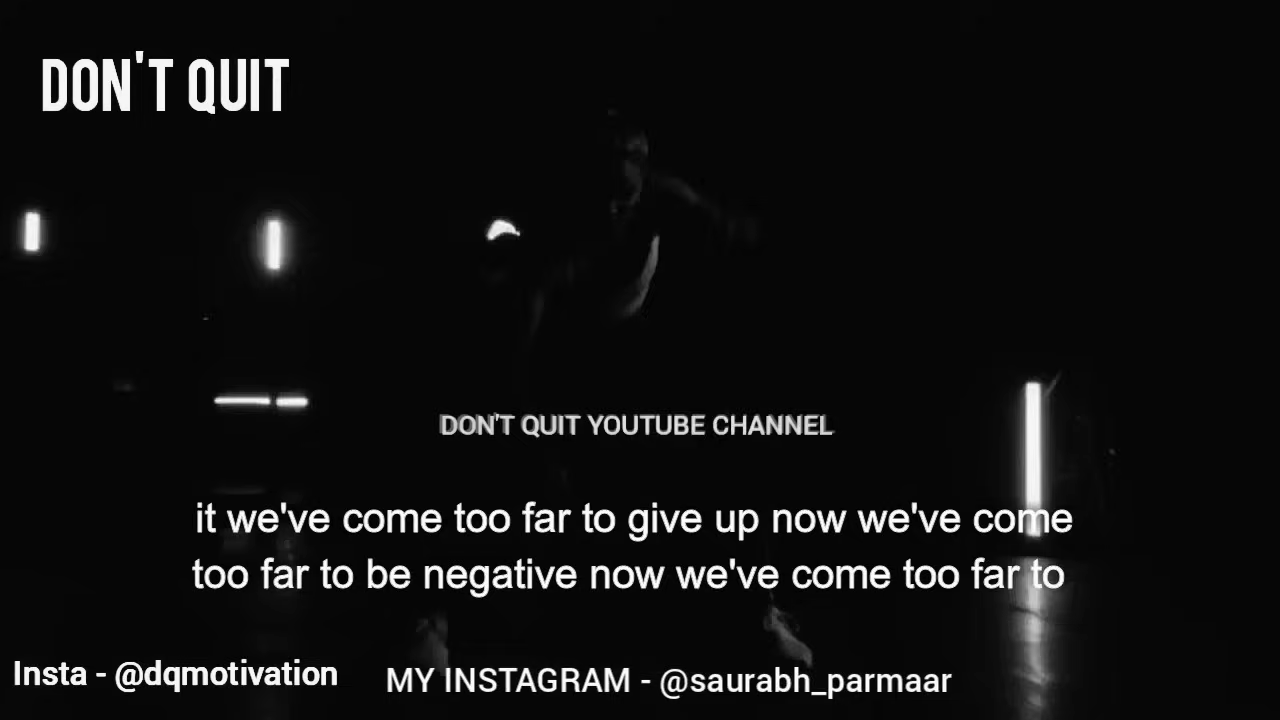 DON'T QUIT
DON'T QUIT YOUTUBE CHANNEL
it we've come too far to give up now we've come
too far to be negative now we've come too far to
Insta - @dqmotivation
MY INSTAGRAM - @saurabh_parmaar